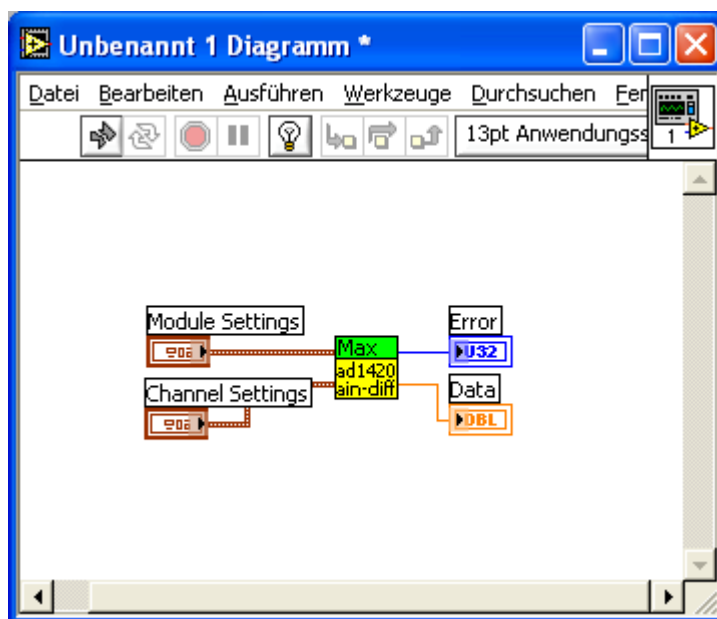 Unbenannt 1 Diagramm *
Datei Bearbeiten Ausführen Werkzeuge Durchsuchen Fer
13pt Anwendungss
1
Module Settings
Error
Max
U32
ad1420
Channel Settings
ain-diff
Data
DBL